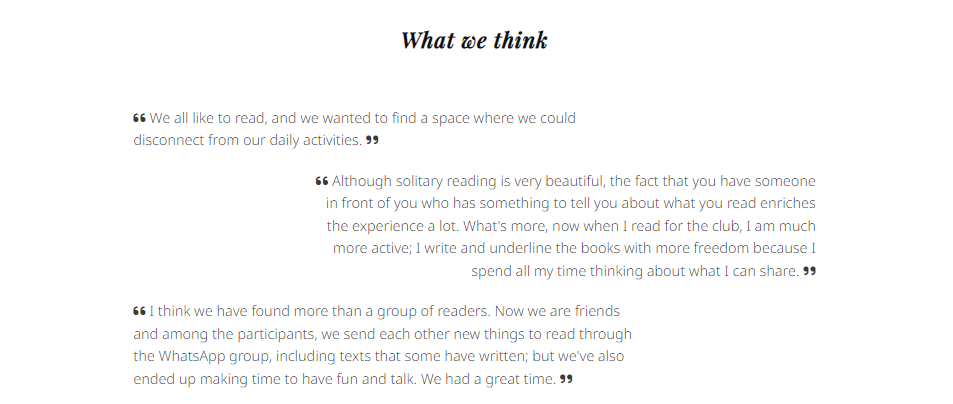 What we think
❝ We all like to read, and we wanted to find a space where we could
disconnect from our daily activities. ❞
❝ Although solitary reading is very beautiful, the fact that you have someone
in front of you who has something to tell you about what you read enriches
the experience a lot. What's more, now when I read for the club, I am much
more active; I write and underline the books with more freedom because I
spend all my time thinking about what I can share. ❞
❝ I think we have found more than a group of readers. Now we are friends
and among the participants, we send each other new things to read through
the WhatsApp group, including texts that some have written; but we've also
ended up making time to have fun and talk. We had a great time. ❞